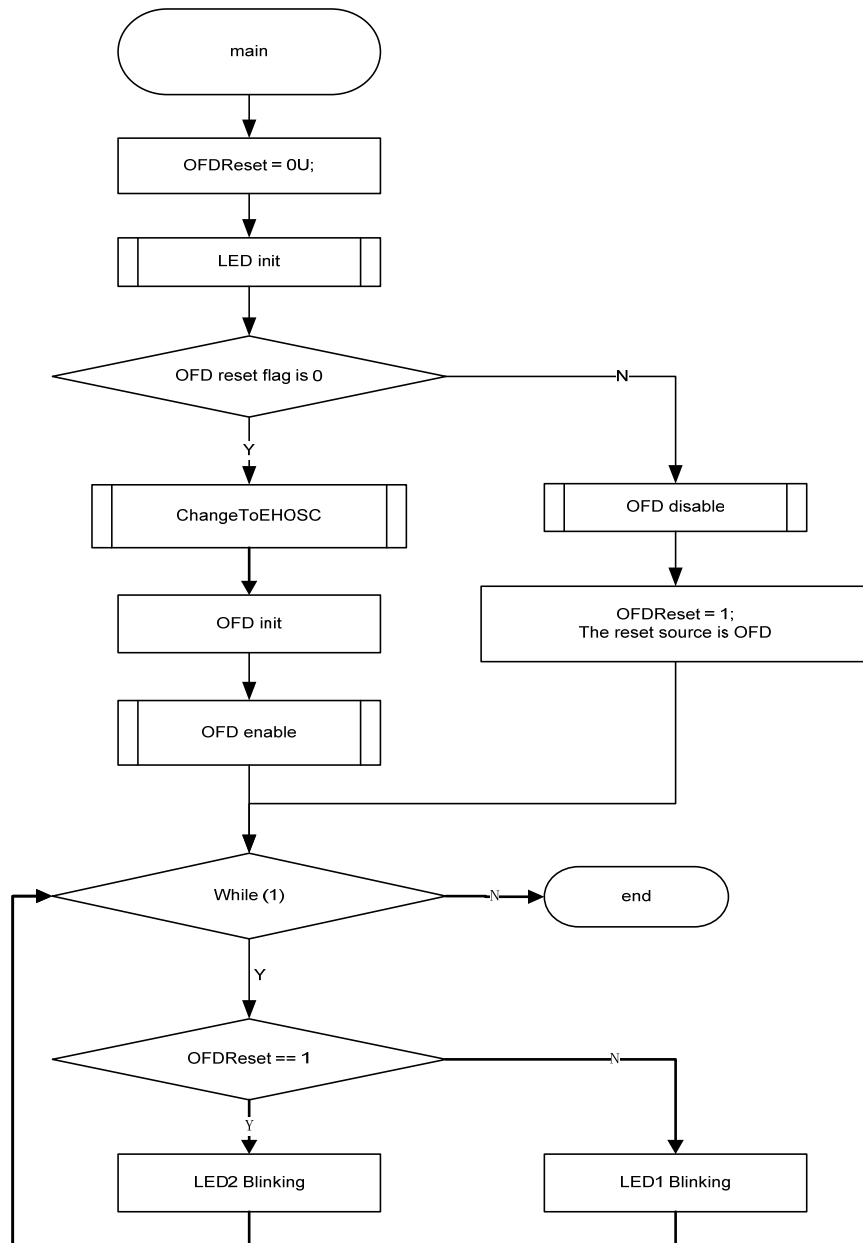 main
OFDReset = 0U;
LED init
OFD reset flag is 0
N
Y
ChangeToEHOSC
OFD disable
OFD init
OFDReset = 1;
The reset source is OFD
OFD enable
While (1)
N
end
Y
OFDReset == 1
N
Y
LED2 Blinking
LED1 Blinking